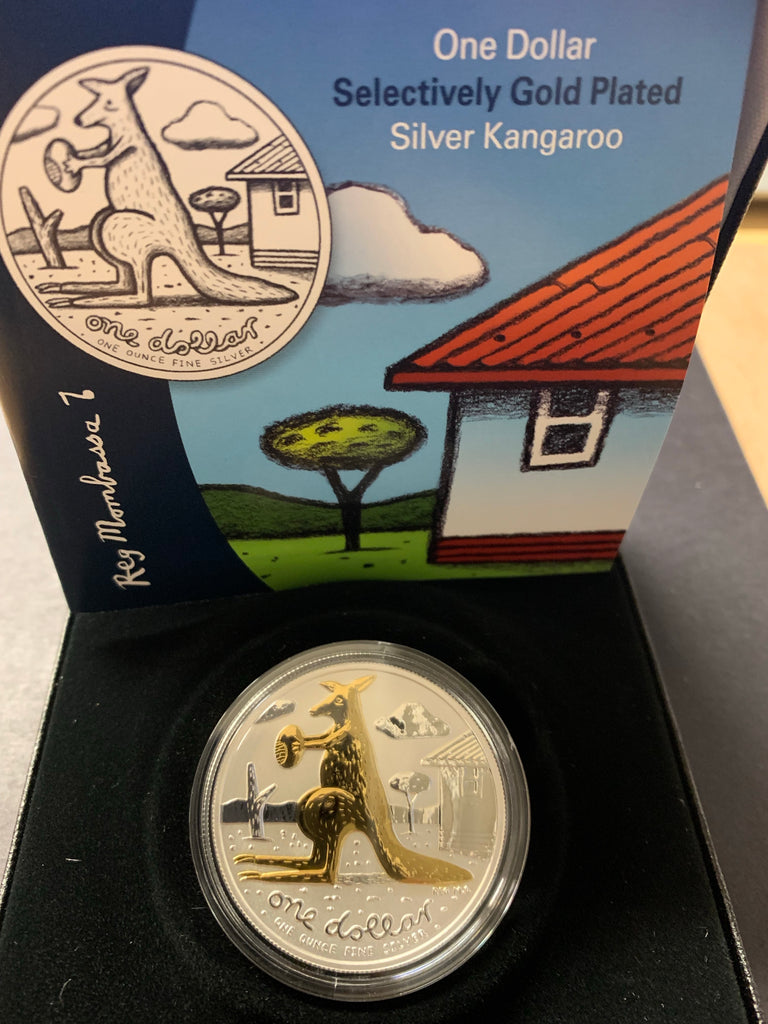 One Dollar
Selectively Gold Plated
Silver Kangaroo
one dollar
ONE OUNCE FINE SILVER
Reg Mombassa
one dollar
ONE OUNCE FINE SILVER